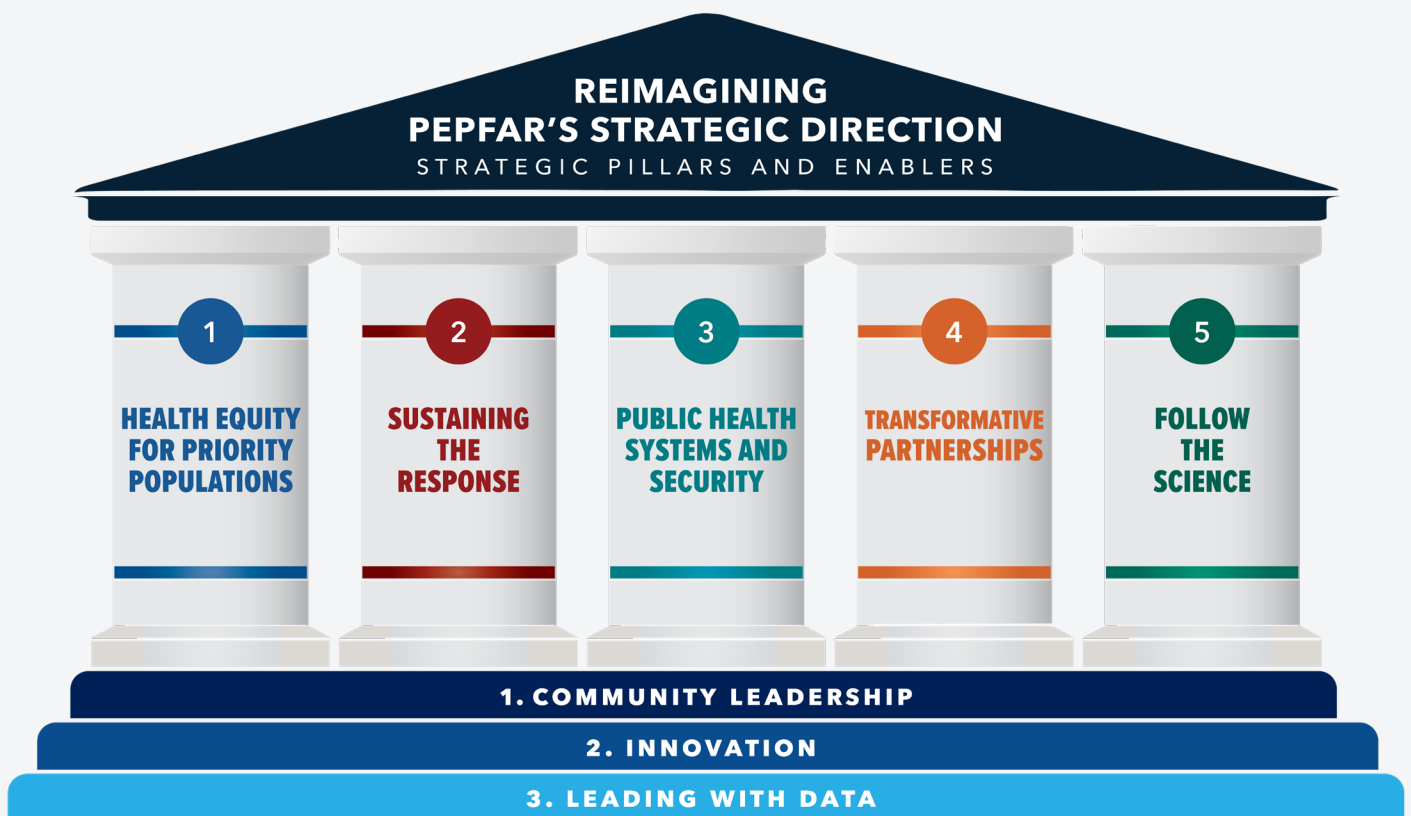 REIMAGINING
PEPFAR'S STRATEGIC DIRECTION
STRATEGIC PILLARS AND ENABLERS
1
HEALTH EQUITY
FOR PRIORITY
POPULATIONS
2
SUSTAINING
THE
RESPONSE
3
PUBLIC HEALTH
SYSTEMS AND
SECURITY
4
TRANSFORMATIVE
PARTNERSHIPS
5
FOLLOW
THE
SCIENCE
1. COMMUNITY LEADERSHIP
2. INNOVATION
3. LEADING WITH DATA